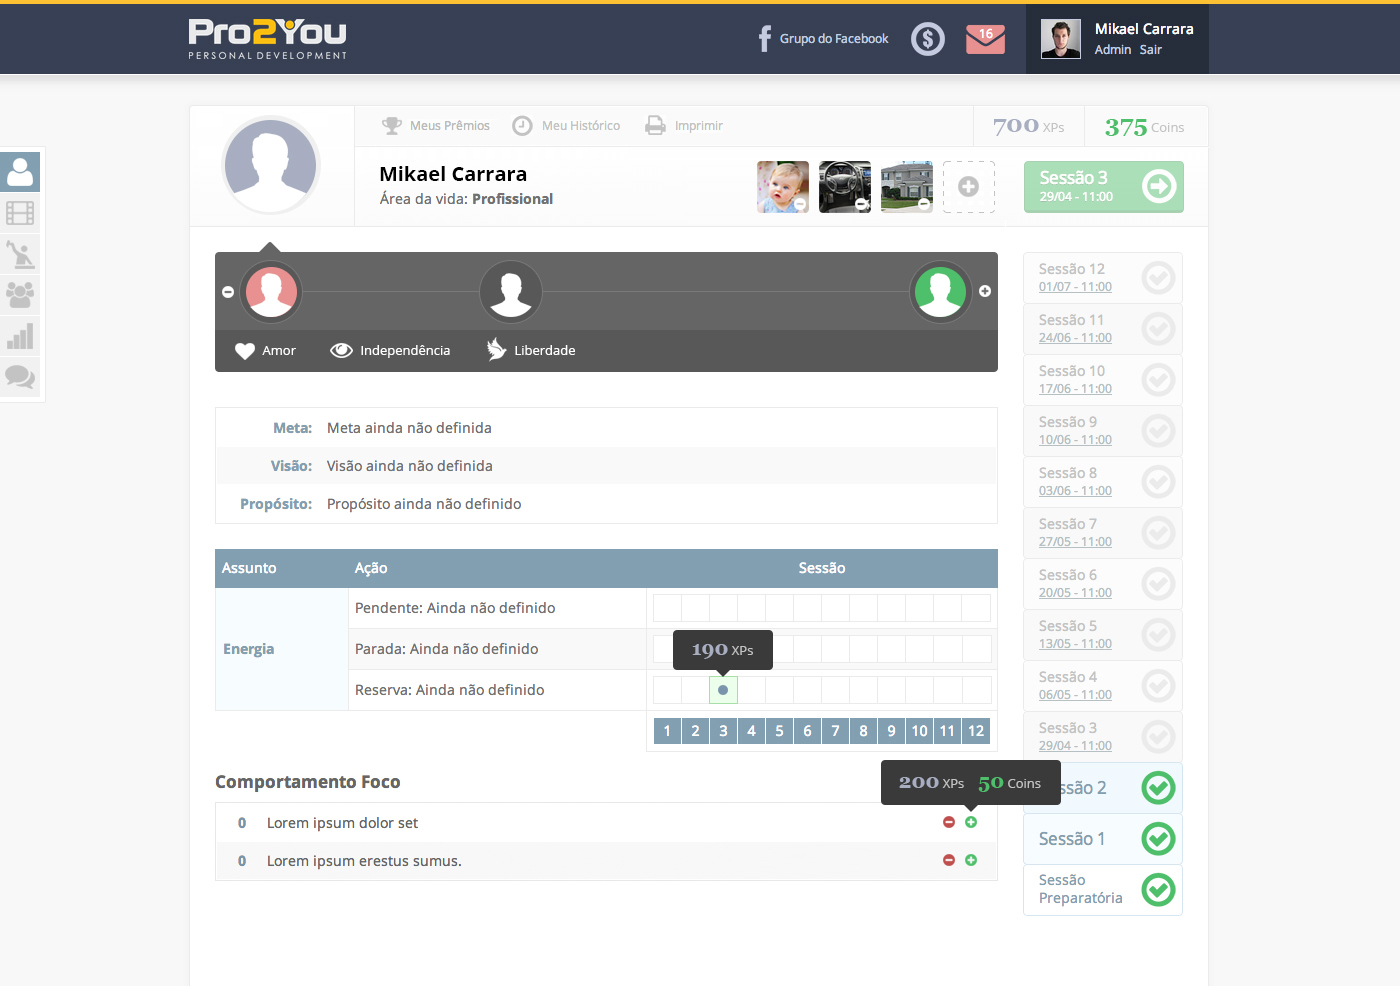 Pro2You
PERSONAL DEVELOPMENT
Grupo do Facebook
16
Mikael Carrara
Admin Sair
Meus Prêmios
Meu Histórico
Imprimir
700 XPs
375 Coins
Mikael Carrara
Área da vida: Profissional
Sessão 3
29/04 - 11:00
Amor
Independência
Liberdade
Meta: Meta ainda não definida
Visão: Visão ainda não definida
Propósito: Propósito ainda não definido
Assunto Ação Sessão
Energia
Pendente: Ainda não definido
Parada: Ainda não definido
190 XPs
Reserva: Ainda não definido
1 2 3 4 5 6 7 8 9 10 11 12
Comportamento Foco
200 XPs 50 Coins
0 Lorem ipsum dolor set
0 Lorem ipsum erestus sumus.
Sessão 12
01/07 - 11:00
Sessão 11
24/06 - 11:00
Sessão 10
17/06 - 11:00
Sessão 9
10/06 - 11:00
Sessão 8
03/06 - 11:00
Sessão 7
27/05 - 11:00
Sessão 6
20/05 - 11:00
Sessão 5
13/05 - 11:00
Sessão 4
06/05 - 11:00
Sessão 3
29/04 - 11:00
ssão 2
Sessão 1
Sessão
Preparatória